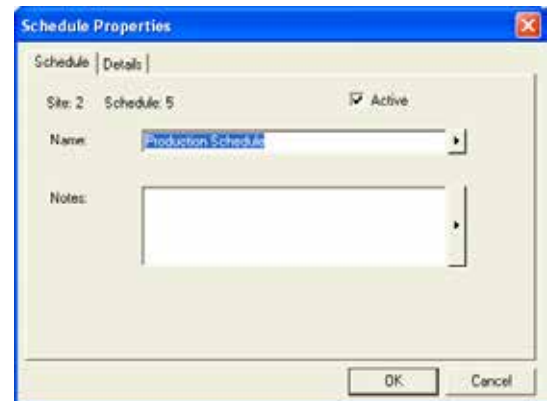 Schedule Properties
Schedule Details
Site: 2 Schedule: 5 Active
Name: Production Schedule
Notes:
OK Cancel